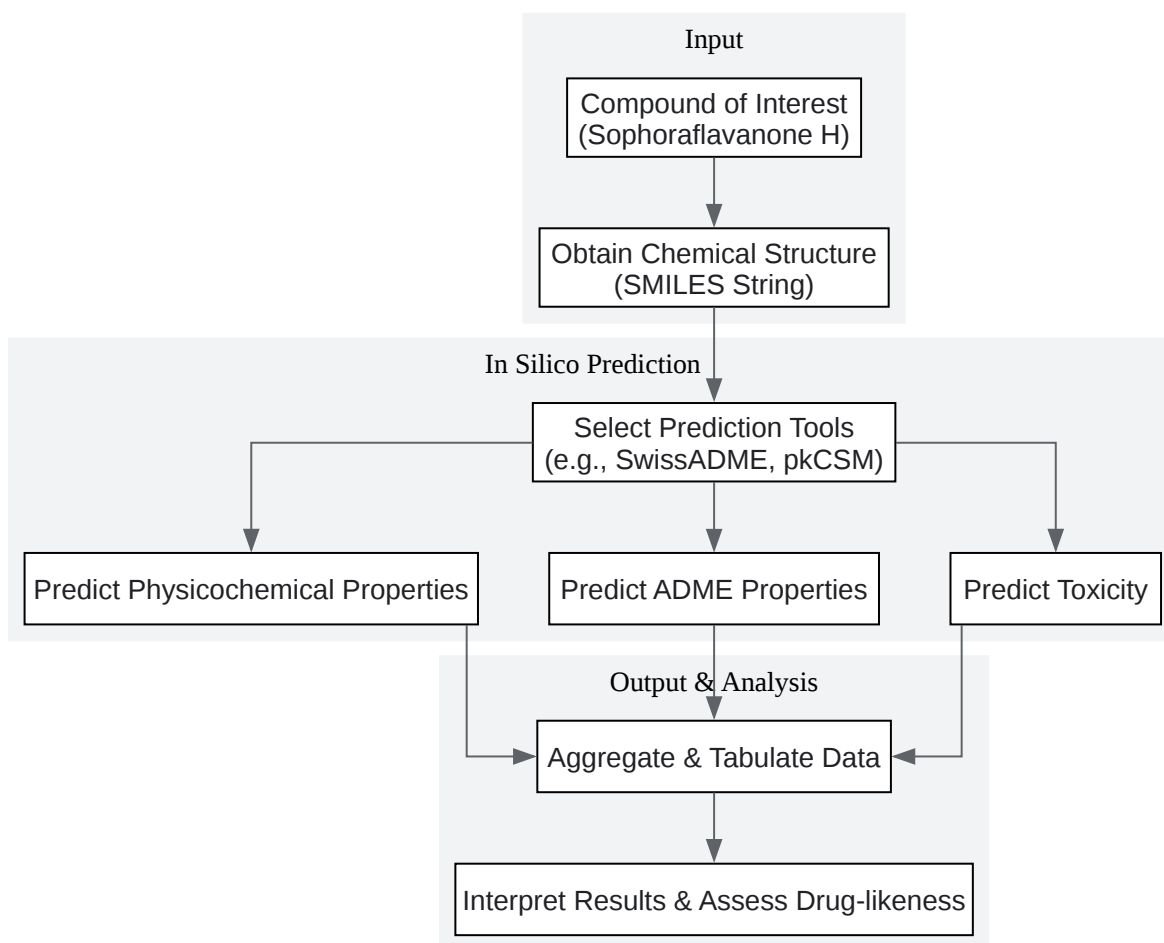 Input
Compound of Interest
(Sophoraflavanone H)
Obtain Chemical Structure
(SMILES String)
In Silico Prediction
Select Prediction Tools
(e.g., SwissADME, pkCSM)
Predict Physicochemical Properties
Predict ADME Properties
Predict Toxicity
Output & Analysis
Aggregate & Tabulate Data
Interpret Results & Assess Drug-likeness